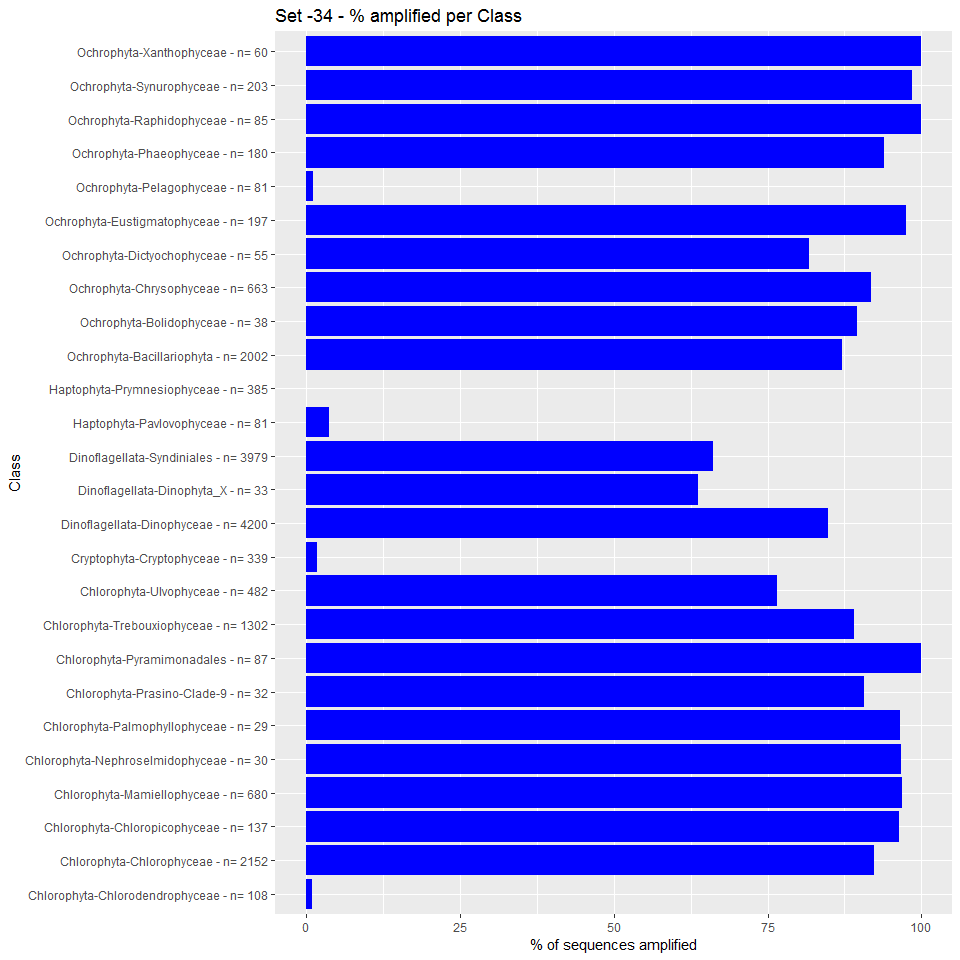 Set -34 - % amplified per Class
Ochrophyta-Xanthophyceae - n= 60
Ochrophyta-Synurophyceae - n= 203
Ochrophyta-Raphidophyceae - n= 85
Ochrophyta-Phaeophyceae - n= 180
Ochrophyta-Pelagophyceae - n= 81
Ochrophyta-Eustigmatophyceae - n= 197
Ochrophyta-Dictyochophyceae - n= 55
Ochrophyta-Chrysophyceae - n= 663
Ochrophyta-Bolidophyceae - n= 38
Ochrophyta-Bacillariophyta - n= 2002
Haptophyta-Prymnesiophyceae - n= 385
Haptophyta-Pavlovophyceae - n= 81
Dinoflagellata-Syndiniales - n= 3979
Dinoflagellata-Dinophyta_X - n= 33
Dinoflagellata-Dinophyceae - n= 4200
Cryptophyta-Cryptophyceae - n= 339
Chlorophyta-Ulvophyceae - n= 482
Chlorophyta-Trebouxiophyceae - n= 1302
Chlorophyta-Pyramimonadales - n= 87
Chlorophyta-Prasino-Clade-9 - n= 32
Chlorophyta-Palmophyllophyceae - n= 29
Chlorophyta-Nephroselmidophyceae - n= 30
Chlorophyta-Mamiellophyceae - n= 680
Chlorophyta-Chloropicophyceae - n= 137
Chlorophyta-Chlorophyceae - n= 2152
Chlorophyta-Chlorodendrophyceae - n= 108
Class
0 25 50 75 100
% of sequences amplified